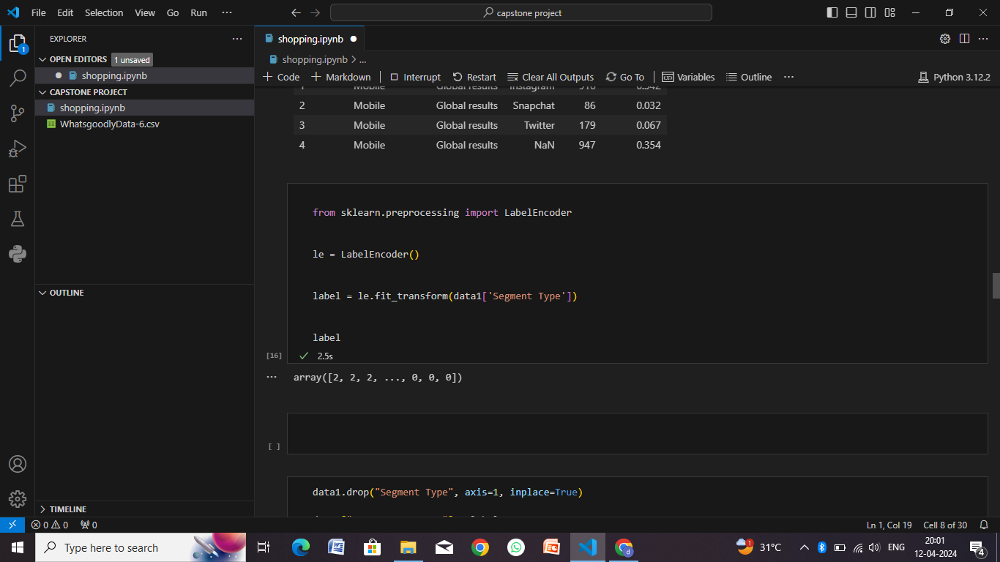 File Edit Selection View Go Run ···
capstone project
EXPLORER ···
OPEN EDITORS 1 unsaved
shopping.ipynb
CAPSTONE PROJECT
shopping.ipynb
WhatsgoodlyData-6.csv
OUTLINE
TIMELINE
1
shopping.ipynb
shopping.ipynb > ...
+ Code + Markdown Interrupt Restart Clear All Outputs Go To Variables Outline ··· Python 3.12.2
1 Mobile Global results Instagram 916 0.342
2 Mobile Global results Snapchat 86 0.032
3 Mobile Global results Twitter 179 0.067
4 Mobile Global results NaN 947 0.354
from sklearn.preprocessing import LabelEncoder
le = LabelEncoder()
label = le.fit_transform(data1['Segment Type'])
label
[16] 2.5s
array([2, 2, 2, ..., 0, 0, 0])
[ ]
data1.drop("Segment Type", axis=1, inplace=True)
0 0 0 Ln 1, Col 19 Cell 8 of 30
Type here to search
1 31°C ENG 20:01
12-04-2024
4